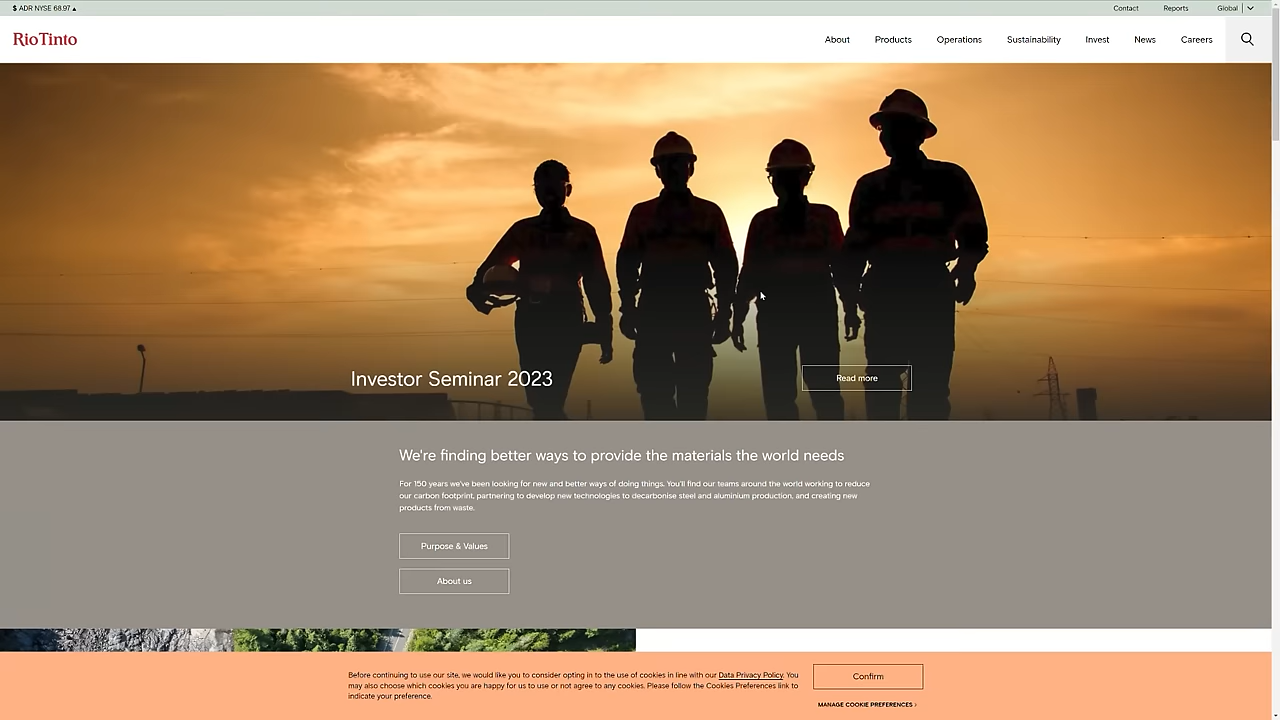 $ ADR NYSE 68.97 ▲
Contact Reports Global
RioTinto
About Products Operations Sustainability Invest News Careers
Investor Seminar 2023
Read more
We're finding better ways to provide the materials the world needs
For 150 years we've been looking for new and better ways of doing things. You'll find our teams around the world working to reduce
our carbon footprint, partnering to develop new technologies to decarbonise steel and aluminium production, and creating new
products from waste.
Purpose & Values
About us
Before continuing to use our site, we would like you to consider opting in to the use of cookies in line with our Data Privacy Policy. You
may also choose which cookies you are happy for us to use or not agree to any cookies. Please follow the Cookies Preferences link to
indicate your preference.
Confirm
MANAGE COOKIE PREFERENCES ›